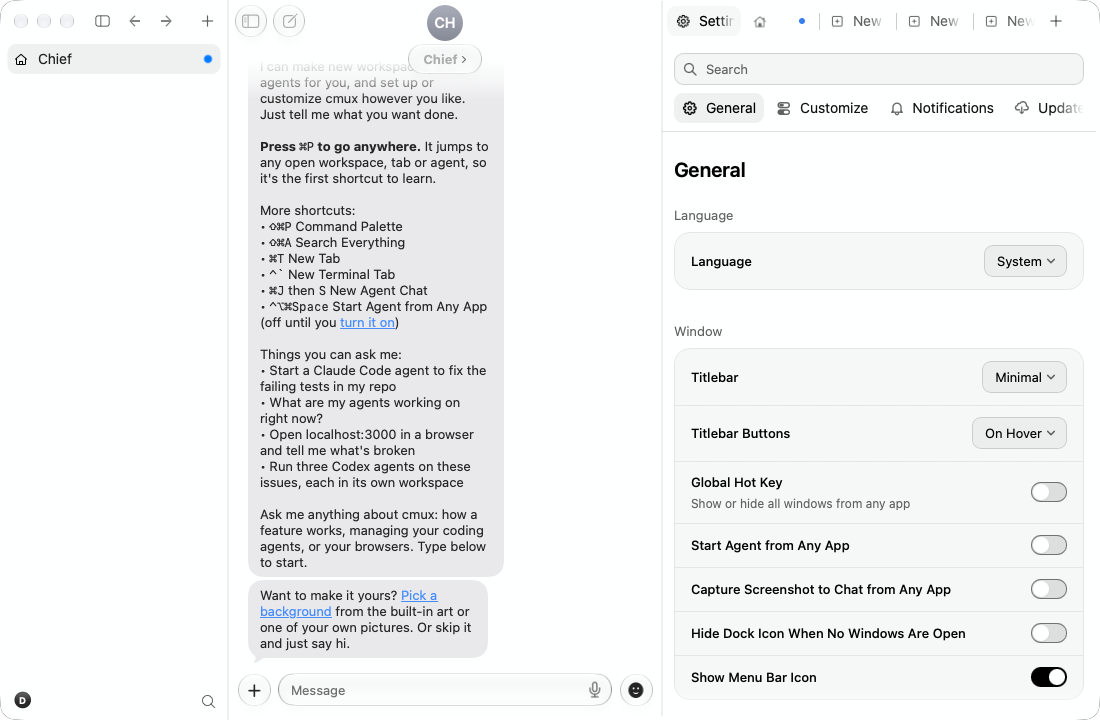 Chief
D
CH
Chief ›
I can make new workspac
agents for you, and set up or
customize cmux however you like.
Just tell me what you want done.
Press ⌘P to go anywhere. It jumps to
any open workspace, tab or agent, so
it's the first shortcut to learn.
More shortcuts:
• ⇧⌘P Command Palette
• ⇧⌘A Search Everything
• ⌘T New Tab
• ^` New Terminal Tab
• ⌘J then S New Agent Chat
• ^⌥⌘Space Start Agent from Any App
(off until you turn it on)
Things you can ask me:
• Start a Claude Code agent to fix the
failing tests in my repo
• What are my agents working on
right now?
• Open localhost:3000 in a browser
and tell me what's broken
• Run three Codex agents on these
issues, each in its own workspace
Ask me anything about cmux: how a
feature works, managing your coding
agents, or your browsers. Type below
to start.
Want to make it yours? Pick a
background from the built-in art or
one of your own pictures. Or skip it
and just say hi.
Message
Settin New New New
Search
General Customize Notifications Update
General
Language
Language System
Window
Titlebar Minimal
Titlebar Buttons On Hover
Global Hot Key
Show or hide all windows from any app
Start Agent from Any App
Capture Screenshot to Chat from Any App
Hide Dock Icon When No Windows Are Open
Show Menu Bar Icon